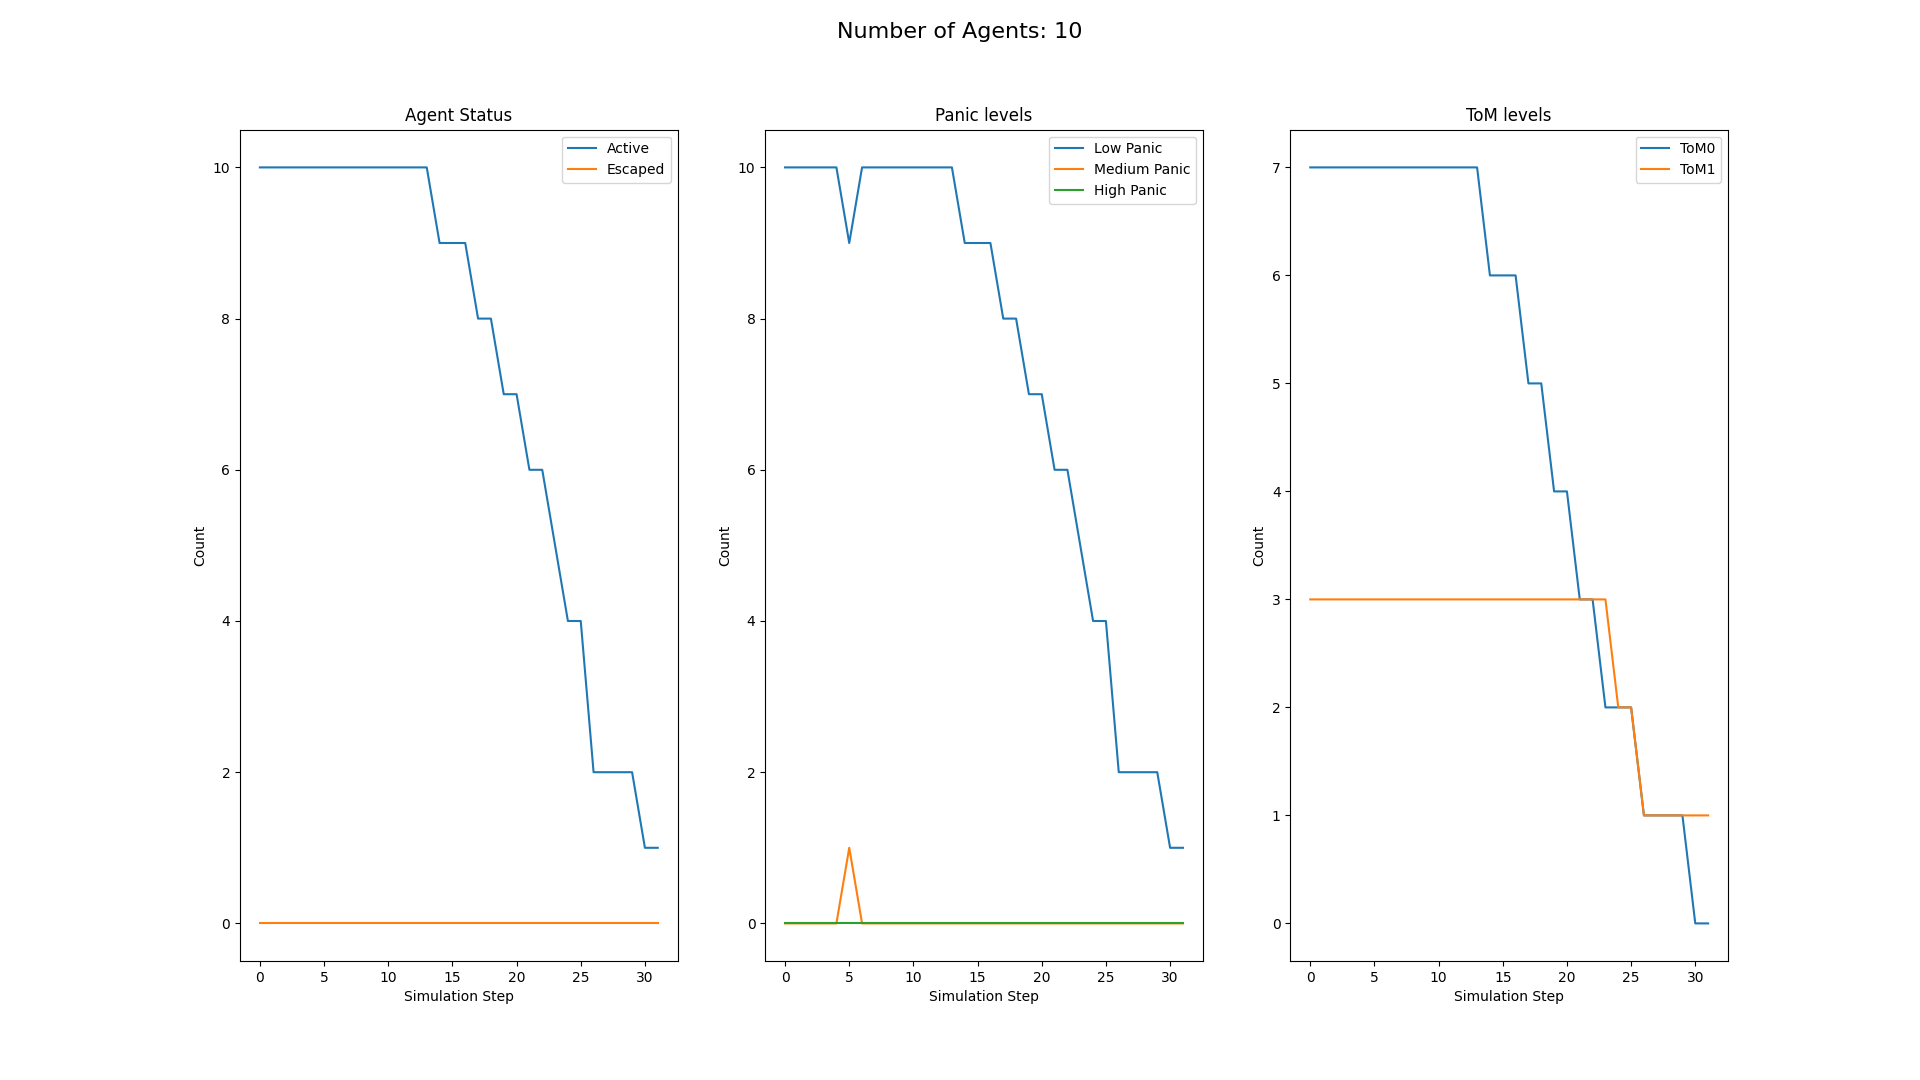 Number of Agents: 10
Agent Status
Active
Escaped
10
8
6
4
2
0
Count
0 5 10 15 20 25 30
Simulation Step
Panic levels
Low Panic
Medium Panic
High Panic
10
8
6
4
2
0
Count
0 5 10 15 20 25 30
Simulation Step
ToM levels
ToM0
ToM1
7
6
5
4
3
2
1
0
Count
0 5 10 15 20 25 30
Simulation Step